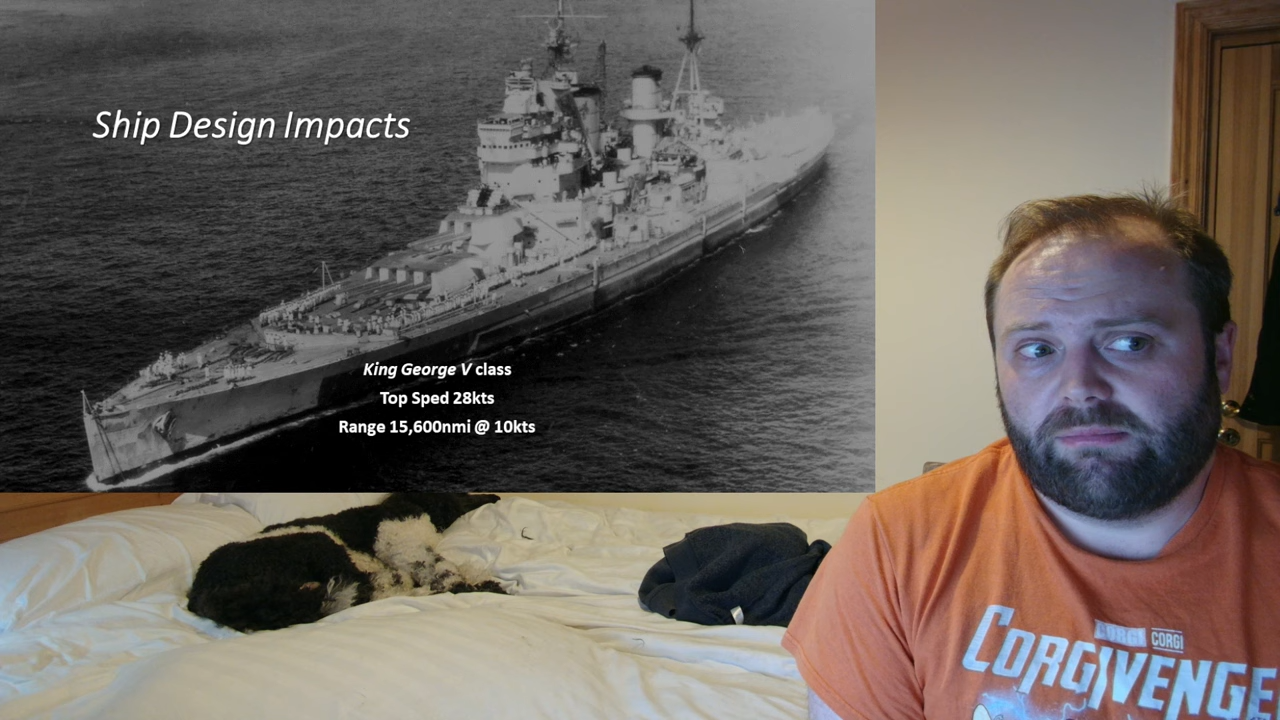 Ship Design Impacts
King George V class
Top Sped 28kts
Range 15,600nmi @ 10kts
CORGI CORGI
CORGIVENGE